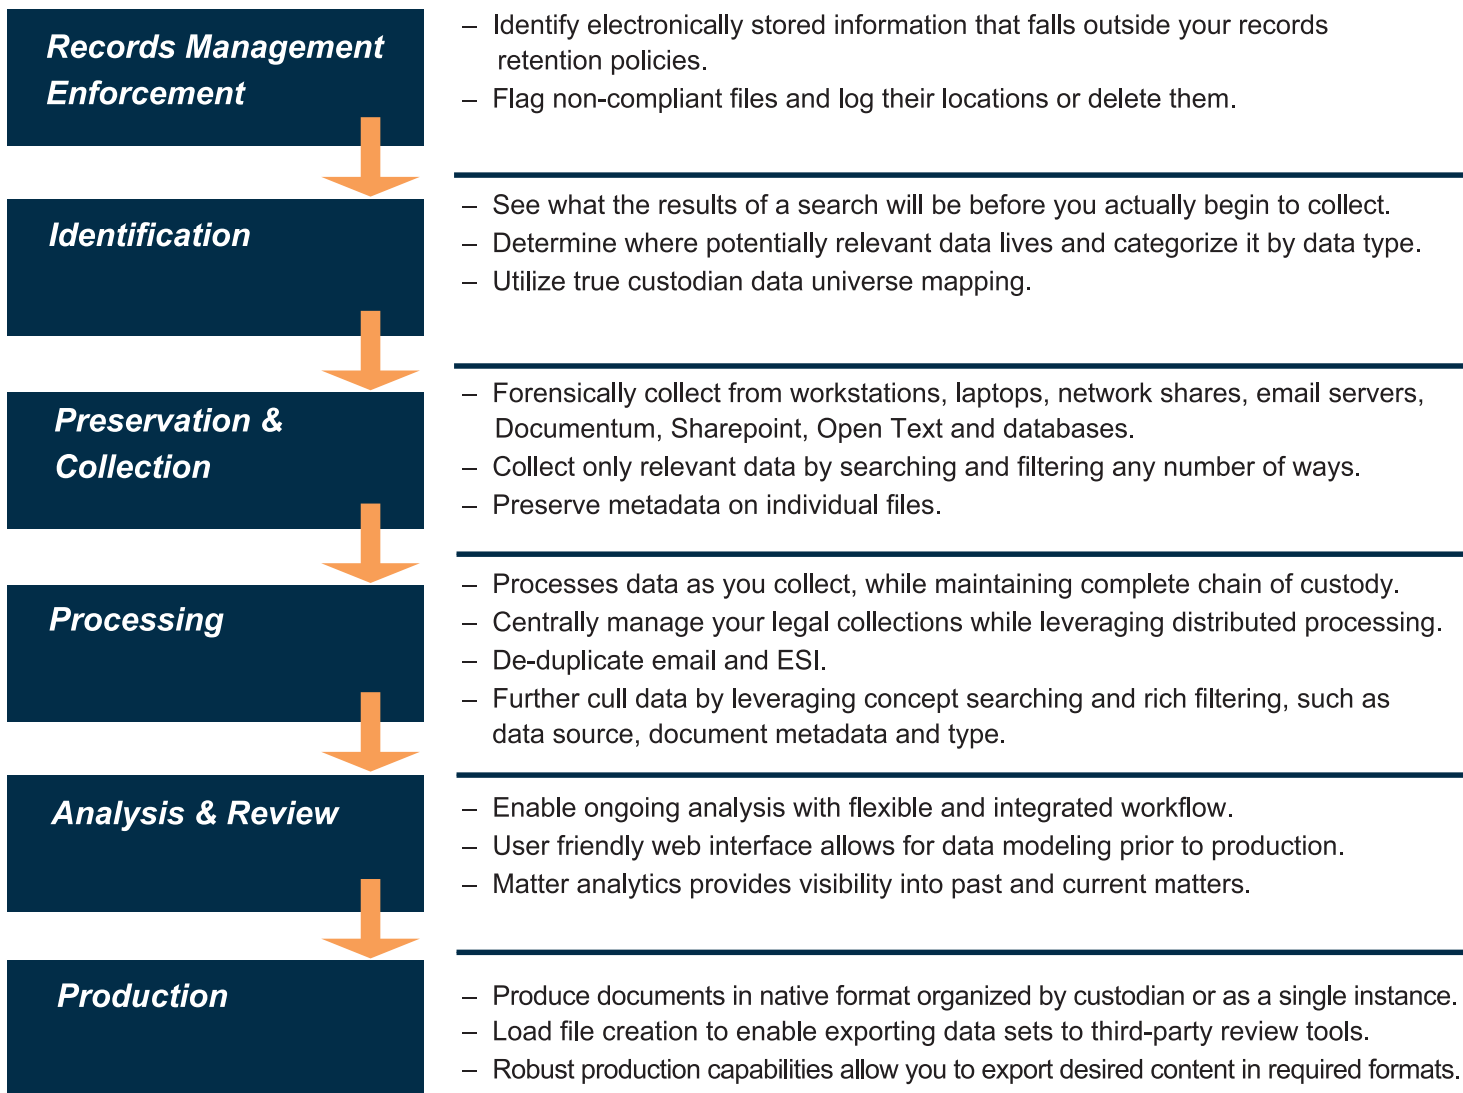 Records Management
Enforcement
– Identify electronically stored information that falls outside your records
retention policies.
– Flag non-compliant files and log their locations or delete them.
Identification
– See what the results of a search will be before you actually begin to collect.
– Determine where potentially relevant data lives and categorize it by data type.
– Utilize true custodian data universe mapping.
Preservation &
Collection
– Forensically collect from workstations, laptops, network shares, email servers,
Documentum, Sharepoint, Open Text and databases.
– Collect only relevant data by searching and filtering any number of ways.
– Preserve metadata on individual files.
Processing
– Processes data as you collect, while maintaining complete chain of custody.
– Centrally manage your legal collections while leveraging distributed processing.
– De-duplicate email and ESI.
– Further cull data by leveraging concept searching and rich filtering, such as
data source, document metadata and type.
Analysis & Review
– Enable ongoing analysis with flexible and integrated workflow.
– User friendly web interface allows for data modeling prior to production.
– Matter analytics provides visibility into past and current matters.
Production
– Produce documents in native format organized by custodian or as a single instance.
– Load file creation to enable exporting data sets to third-party review tools.
– Robust production capabilities allow you to export desired content in required formats.